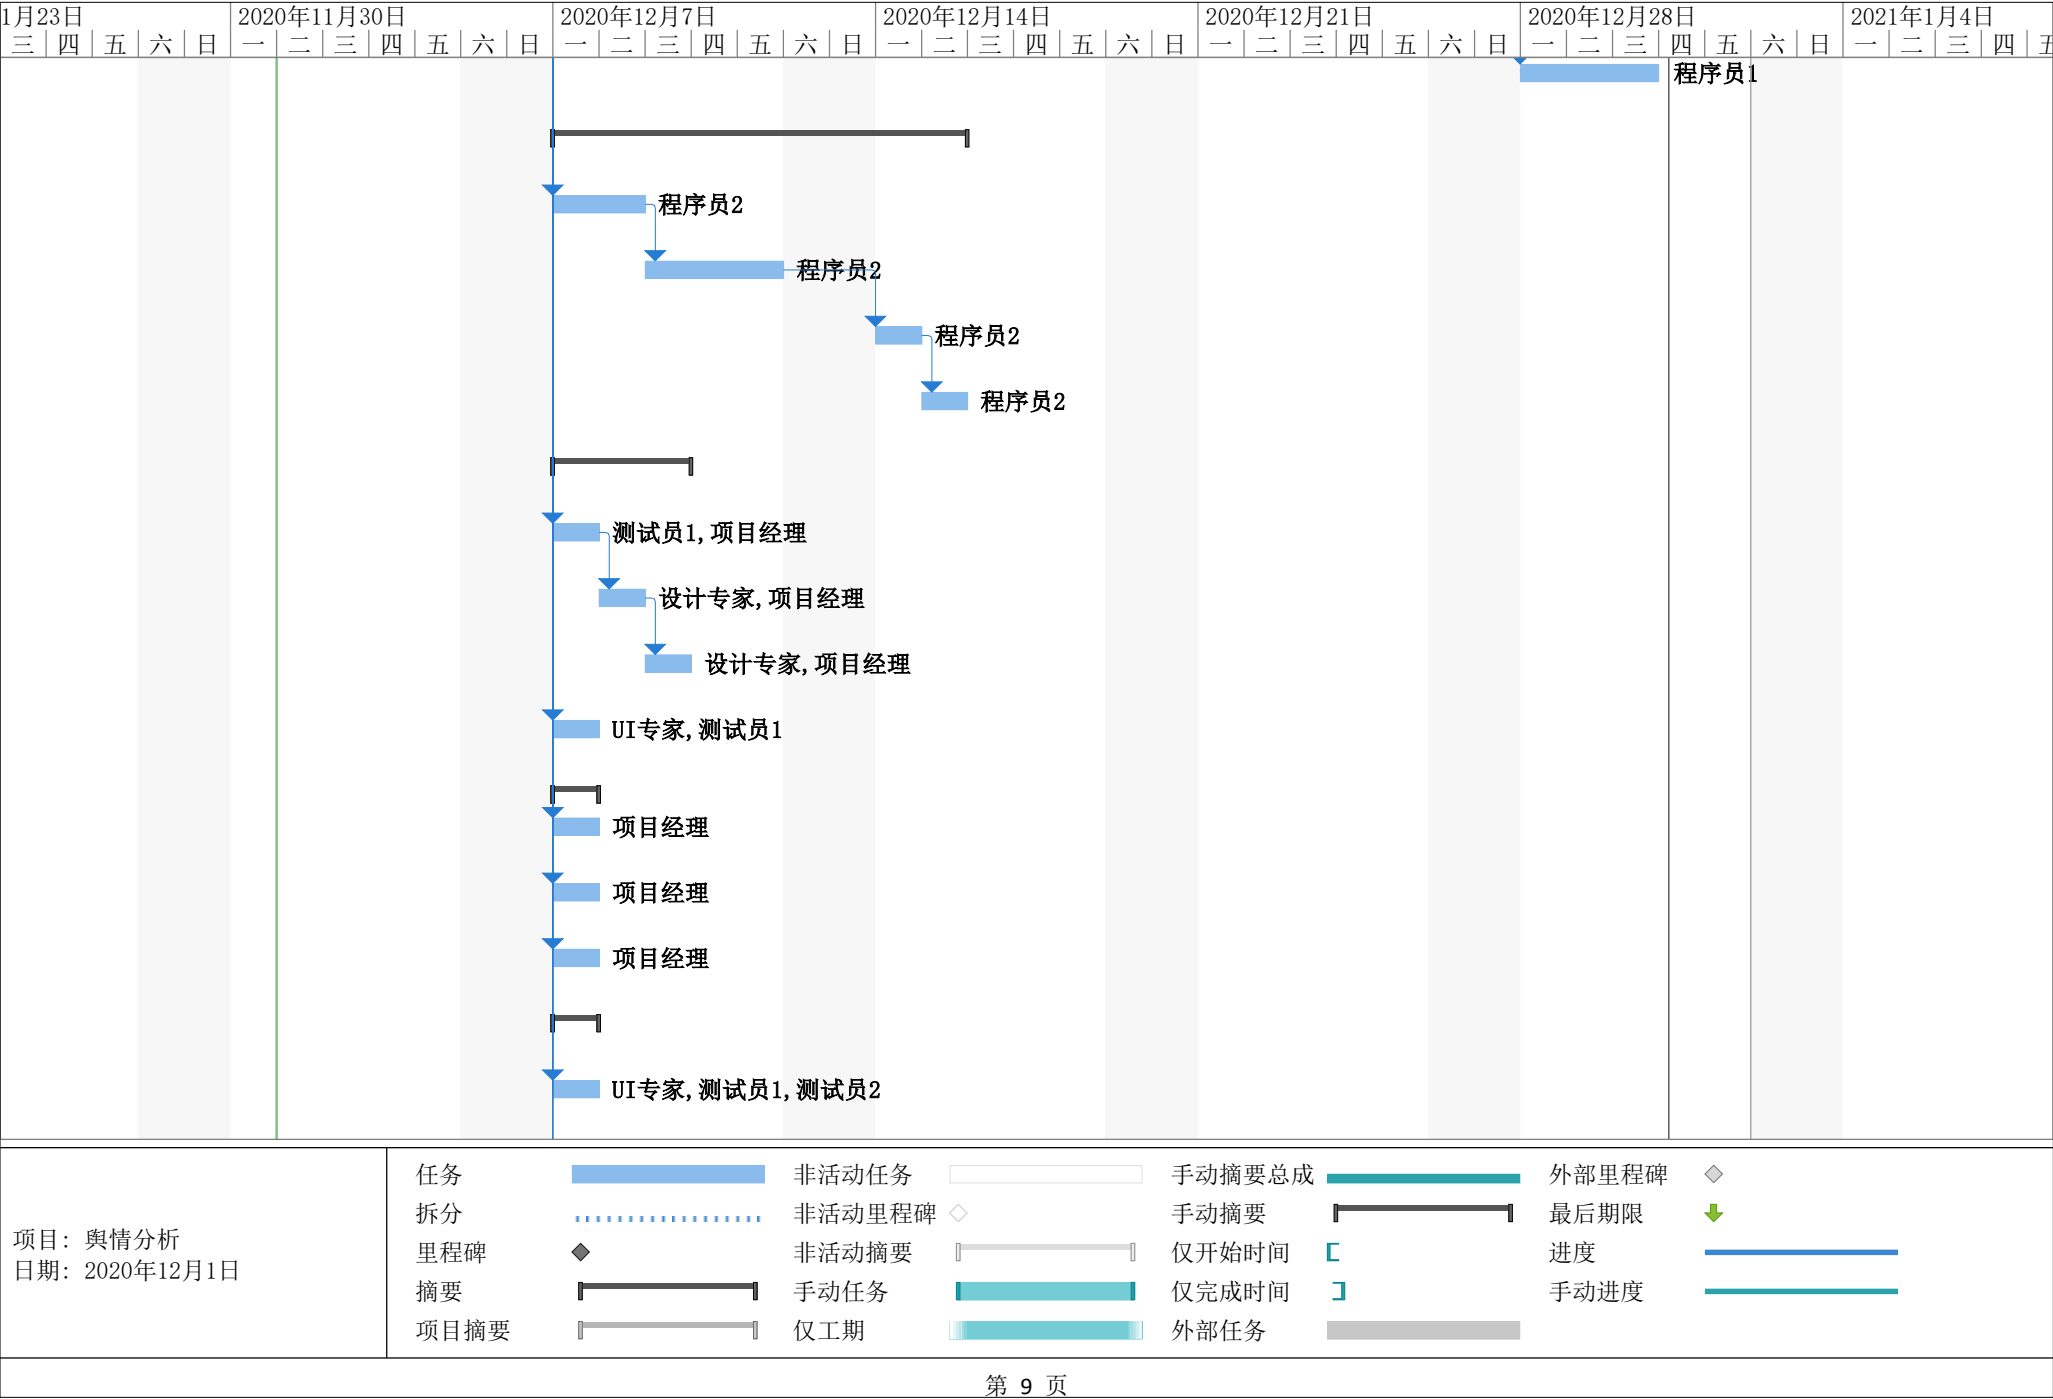 1月23日 2020年11月30日 2020年12月7日 2020年12月14日 2020年12月21日 2020年12月28日 2021年1月4日
三 四 五 六 日 一 二 三 四 五 六 日 一 二 三 四 五 六 日 一 二 三 四 五 六 日 一 二 三 四 五 六 日 一 二 三 四 五 六 日 一 二 三 四 五
程序员1
程序员2
程序员2
程序员2
程序员2
测试员1,项目经理
设计专家,项目经理
设计专家,项目经理
UI专家,测试员1
项目经理
项目经理
项目经理
UI专家,测试员1,测试员2
项目: 舆情分析
日期: 2020年12月1日
任务 非活动任务 手动摘要总成 外部里程碑
拆分 非活动里程碑 手动摘要 最后期限
里程碑 非活动摘要 仅开始时间 进度
摘要 手动任务 仅完成时间 手动进度
项目摘要 仅工期 外部任务
第 9 页